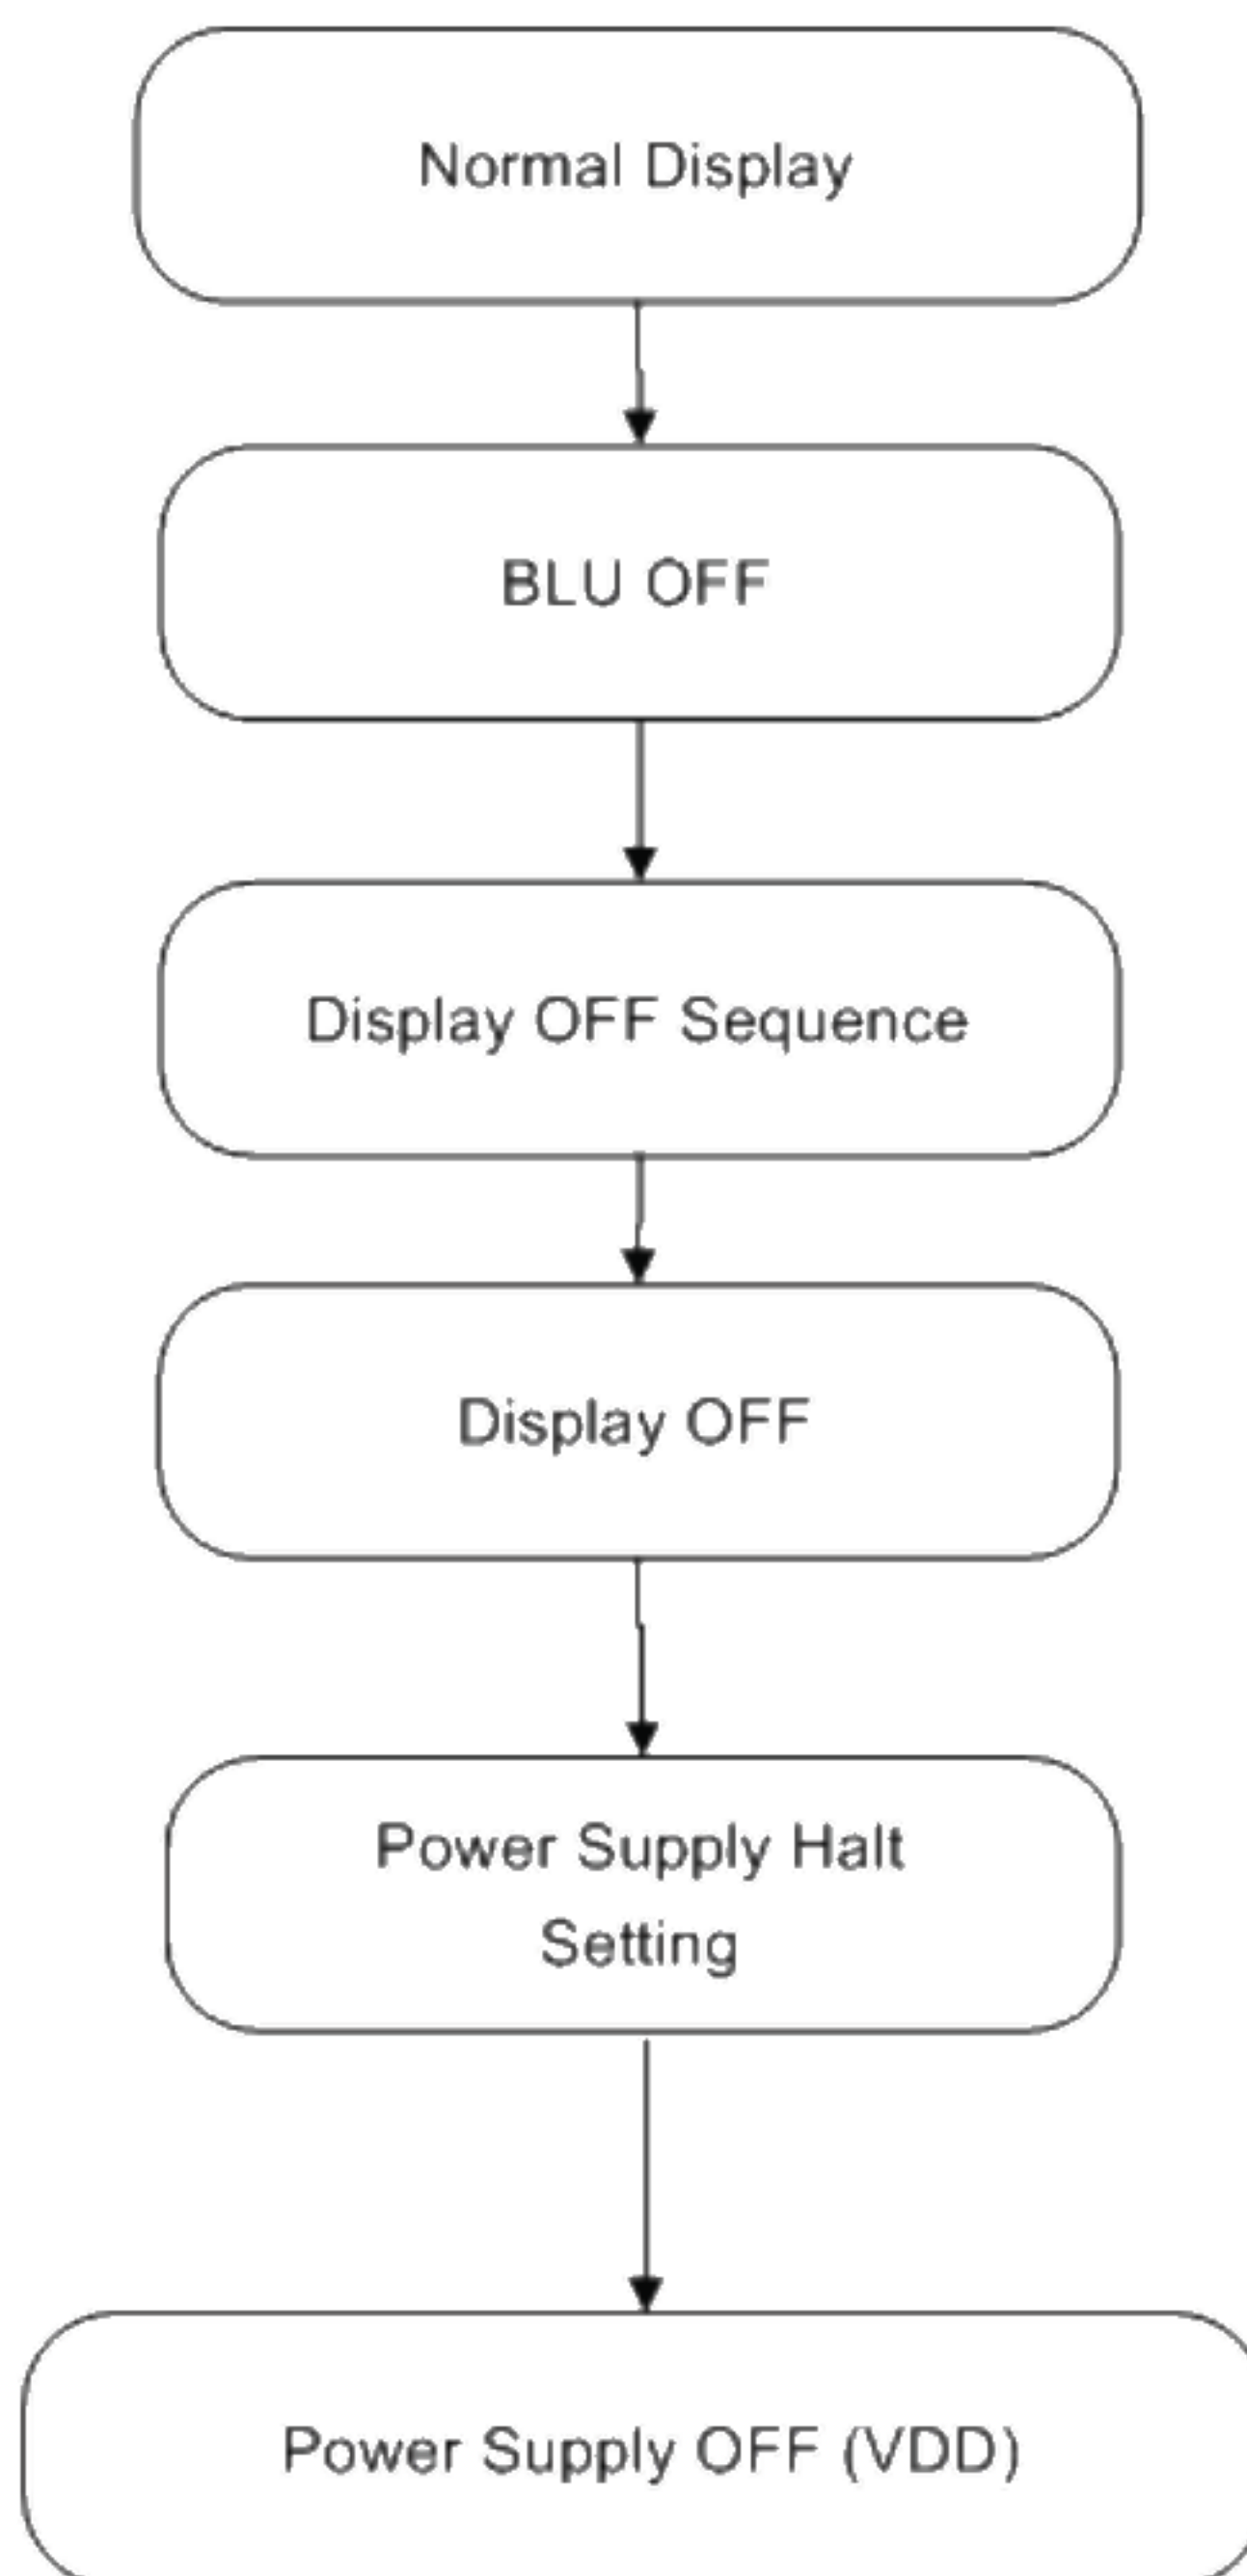 Normal Display
BLU OFF
Display OFF Sequence
Display OFF
Power Supply Halt
Setting
Power Supply OFF (VDD)